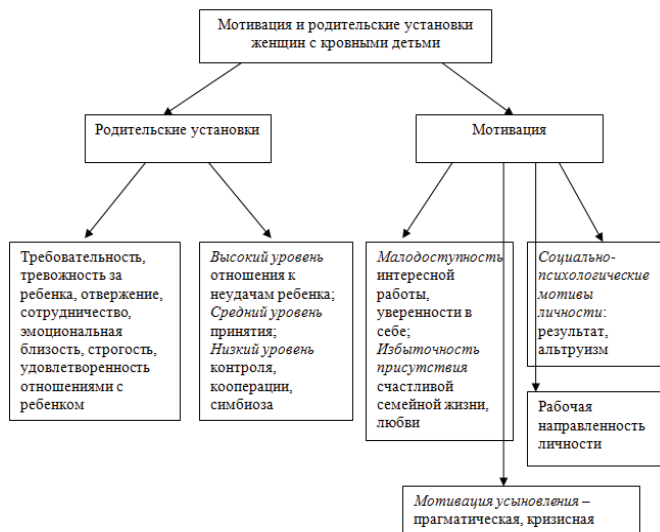 Мотивация и родительские установки
женщин с кровными детьми
Родительские установки
Мотивация
Требовательность,
тревожность за
ребенка, отвержение,
сотрудничество,
эмоциональная
близость, строгость,
удовлетворенность
отношениями с
ребенком
Высокий уровень
отношения к
неудачам ребенка;
Средний уровень
принятия;
Низкий уровень
контроля,
кооперации,
симбиоза
Малодоступность
интересной
работы,
уверенности в
себе;
Избыточность
присутствия
счастливой
семейной жизни,
любви
Социально-
психологические
мотивы
личности:
результат,
альтруизм
Рабочая
направленность
личности
Мотивация усыновления –
прагматическая, кризисная